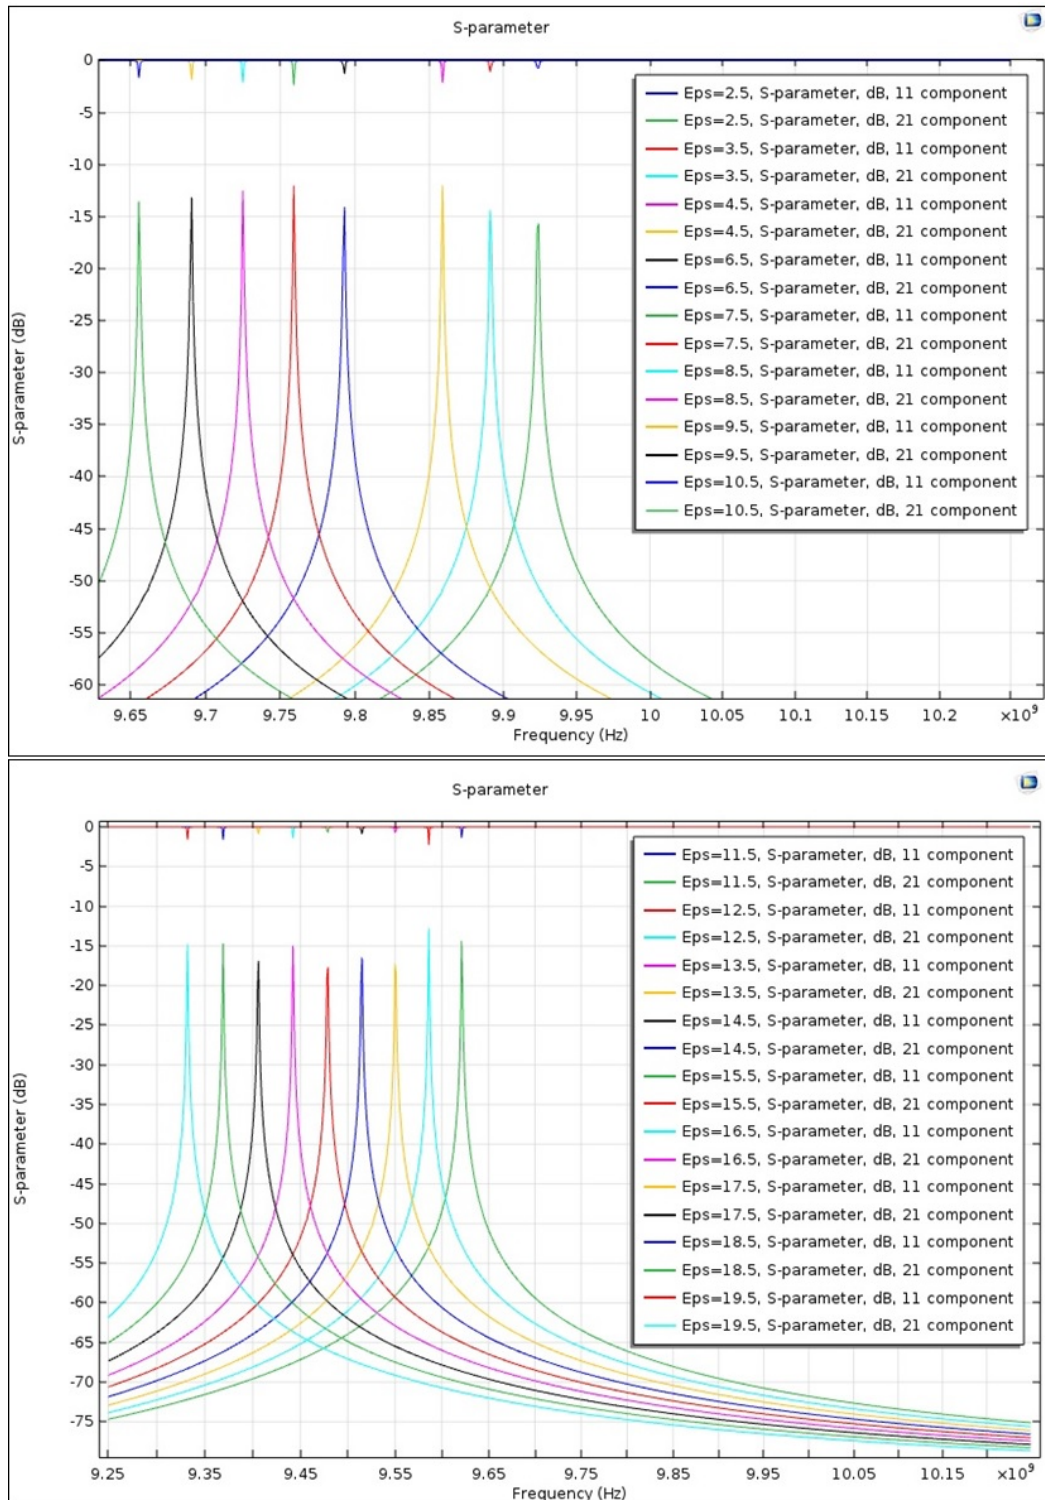 S-parameter
0
-5
-10
-15
-20
-25
-30
-35
-40
-45
-50
-55
-60
S-parameter (dB)
Eps=2.5, S-parameter, dB, 11 component
Eps=2.5, S-parameter, dB, 21 component
Eps=3.5, S-parameter, dB, 11 component
Eps=3.5, S-parameter, dB, 21 component
Eps=4.5, S-parameter, dB, 11 component
Eps=4.5, S-parameter, dB, 21 component
Eps=6.5, S-parameter, dB, 11 component
Eps=6.5, S-parameter, dB, 21 component
Eps=7.5, S-parameter, dB, 11 component
Eps=7.5, S-parameter, dB, 21 component
Eps=8.5, S-parameter, dB, 11 component
Eps=8.5, S-parameter, dB, 21 component
Eps=9.5, S-parameter, dB, 11 component
Eps=9.5, S-parameter, dB, 21 component
Eps=10.5, S-parameter, dB, 11 component
Eps=10.5, S-parameter, dB, 21 component
9.65 9.7 9.75 9.8 9.85 9.9 9.95 10 10.05 10.1 10.15 10.2 ×10⁹
Frequency (Hz)
S-parameter
0
-5
-10
-15
-20
-25
-30
-35
-40
-45
-50
-55
-60
-65
-70
-75
S-parameter (dB)
Eps=11.5, S-parameter, dB, 11 component
Eps=11.5, S-parameter, dB, 21 component
Eps=12.5, S-parameter, dB, 11 component
Eps=12.5, S-parameter, dB, 21 component
Eps=13.5, S-parameter, dB, 11 component
Eps=13.5, S-parameter, dB, 21 component
Eps=14.5, S-parameter, dB, 11 component
Eps=14.5, S-parameter, dB, 21 component
Eps=15.5, S-parameter, dB, 11 component
Eps=15.5, S-parameter, dB, 21 component
Eps=16.5, S-parameter, dB, 11 component
Eps=16.5, S-parameter, dB, 21 component
Eps=17.5, S-parameter, dB, 11 component
Eps=17.5, S-parameter, dB, 21 component
Eps=18.5, S-parameter, dB, 11 component
Eps=18.5, S-parameter, dB, 21 component
Eps=19.5, S-parameter, dB, 11 component
Eps=19.5, S-parameter, dB, 21 component
9.25 9.35 9.45 9.55 9.65 9.75 9.85 9.95 10.05 10.15 ×10⁹
Frequency (Hz)